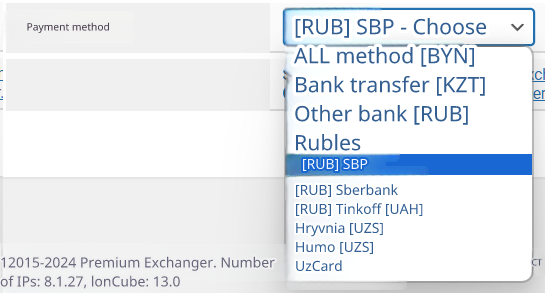 Payment method
[RUB] SBP - Choose
ALL method [BYN]
Bank transfer [KZT]
Other bank [RUB]
Rubles
[RUB] SBP
[RUB] Sberbank
[RUB] Tinkoff [UAH]
Hryvnia [UZS]
Humo [UZS]
UzCard
12015-2024 Premium Exchanger. Number
of IPs: 8.1.27, lonCube: 13.0